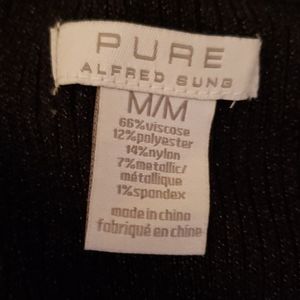 PURE
ALFRED SUNG
M/M
66%viscose
12%polyester
14%nylon
7%metallic/
métallique
1%spandex
made in china
fabriqué en chine